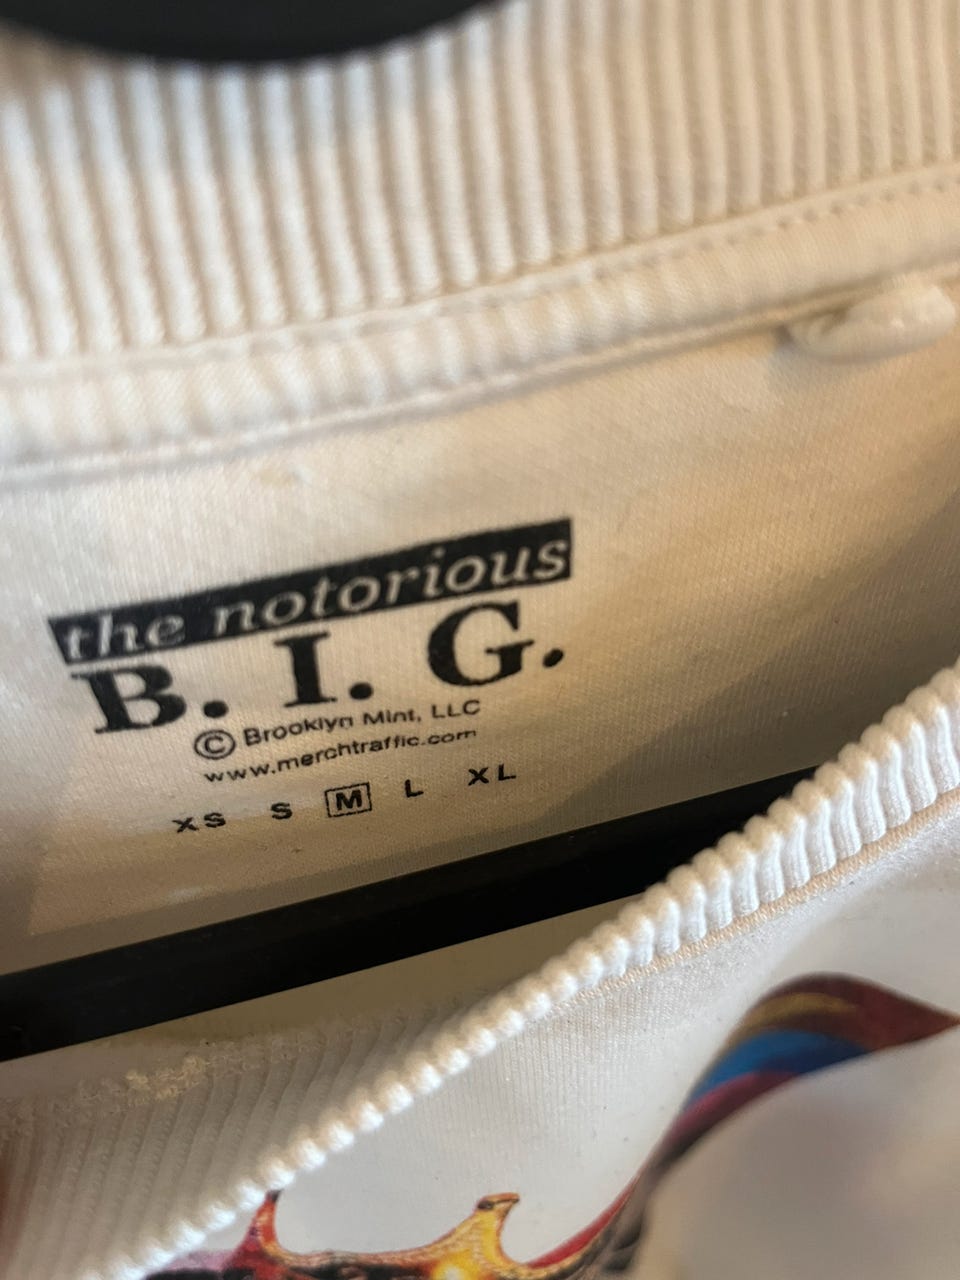 the notorious
B. I. G.
© Brooklyn Mint, LLC
www.merchtraffic.com
XS S M L XL